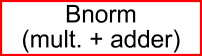 Bnorm
(mult. + adder)